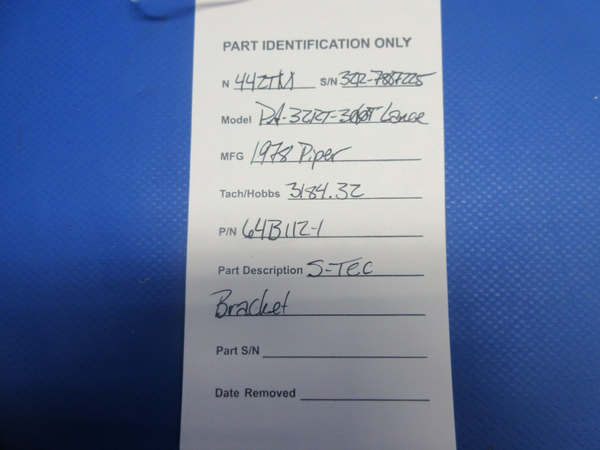 PART IDENTIFICATION ONLY
N 442TM S/N 32R-7887225
Model PA-32RT-300T Lance
MFG 1978 Piper
Tach/Hobbs 3184.32
P/N 64B112-1
Part Description S-TEC
Bracket
Part S/N
Date Removed